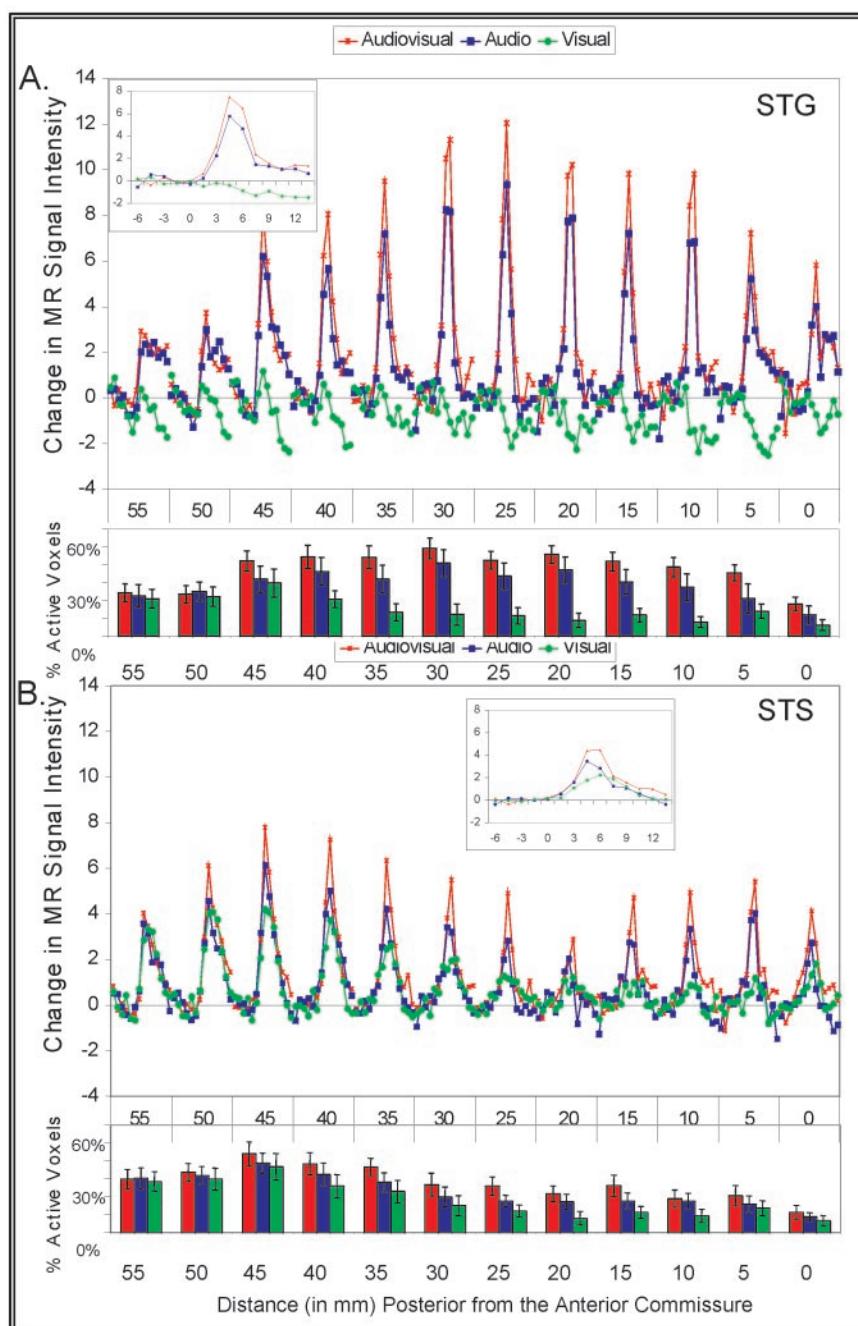 Audiovisual Audio Visual
A.
STG
14
12
10
8
6
4
2
0
-2
-4
Change in MR Signal Intensity
8
6
4
2
0
-2
-6 -3 0 3 6 9 12
55 50 45 40 35 30 25 20 15 10 5 0
% Active Voxels
60%
30%
0%
55 50 45 40 35 30 25 20 15 10 5 0
Audiovisual Audio Visual
B.
STS
14
12
10
8
6
4
2
0
-2
-4
Change in MR Signal Intensity
8
6
4
2
0
-2
-6 -3 0 3 6 9 12
55 50 45 40 35 30 25 20 15 10 5 0
% Active Voxels
60%
30%
0%
55 50 45 40 35 30 25 20 15 10 5 0
Distance (in mm) Posterior from the Anterior Commissure